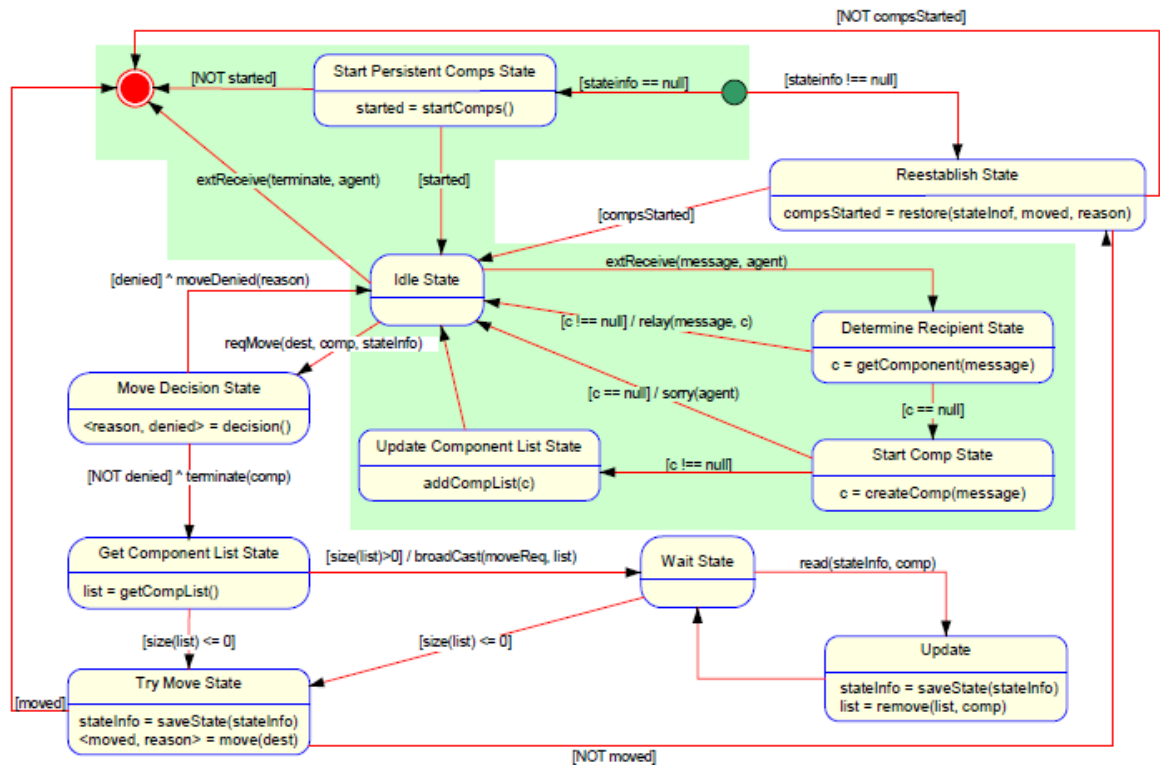 [NOT compsStarted]
Start Persistent Comps State
started = startComps()
[NOT started]
[stateinfo == null]
[stateinfo !== null]
extReceive(terminate, agent)
[started]
Reestablish State
compsStarted = restore(stateInof, moved, reason)
[compsStarted]
Idle State
extReceive(message, agent)
[denied] ^ moveDenied(reason)
[c !== null] / relay(message, c)
Determine Recipient State
c = getComponent(message)
reqMove(dest, comp, stateInfo)
Move Decision State
<reason, denied> = decision()
[c == null] / sorry(agent)
[c == null]
Update Component List State
addCompList(c)
[c !== null]
Start Comp State
c = createComp(message)
[NOT denied] ^ terminate(comp)
Get Component List State
list = getCompList()
[size(list)>0] / broadCast(moveReq, list)
Wait State
read(stateInfo, comp)
[size(list) <= 0]
[size(list) <= 0]
Update
stateInfo = saveState(stateInfo)
list = remove(list, comp)
Try Move State
stateInfo = saveState(stateInfo)
<moved, reason> = move(dest)
[moved]
[NOT moved]